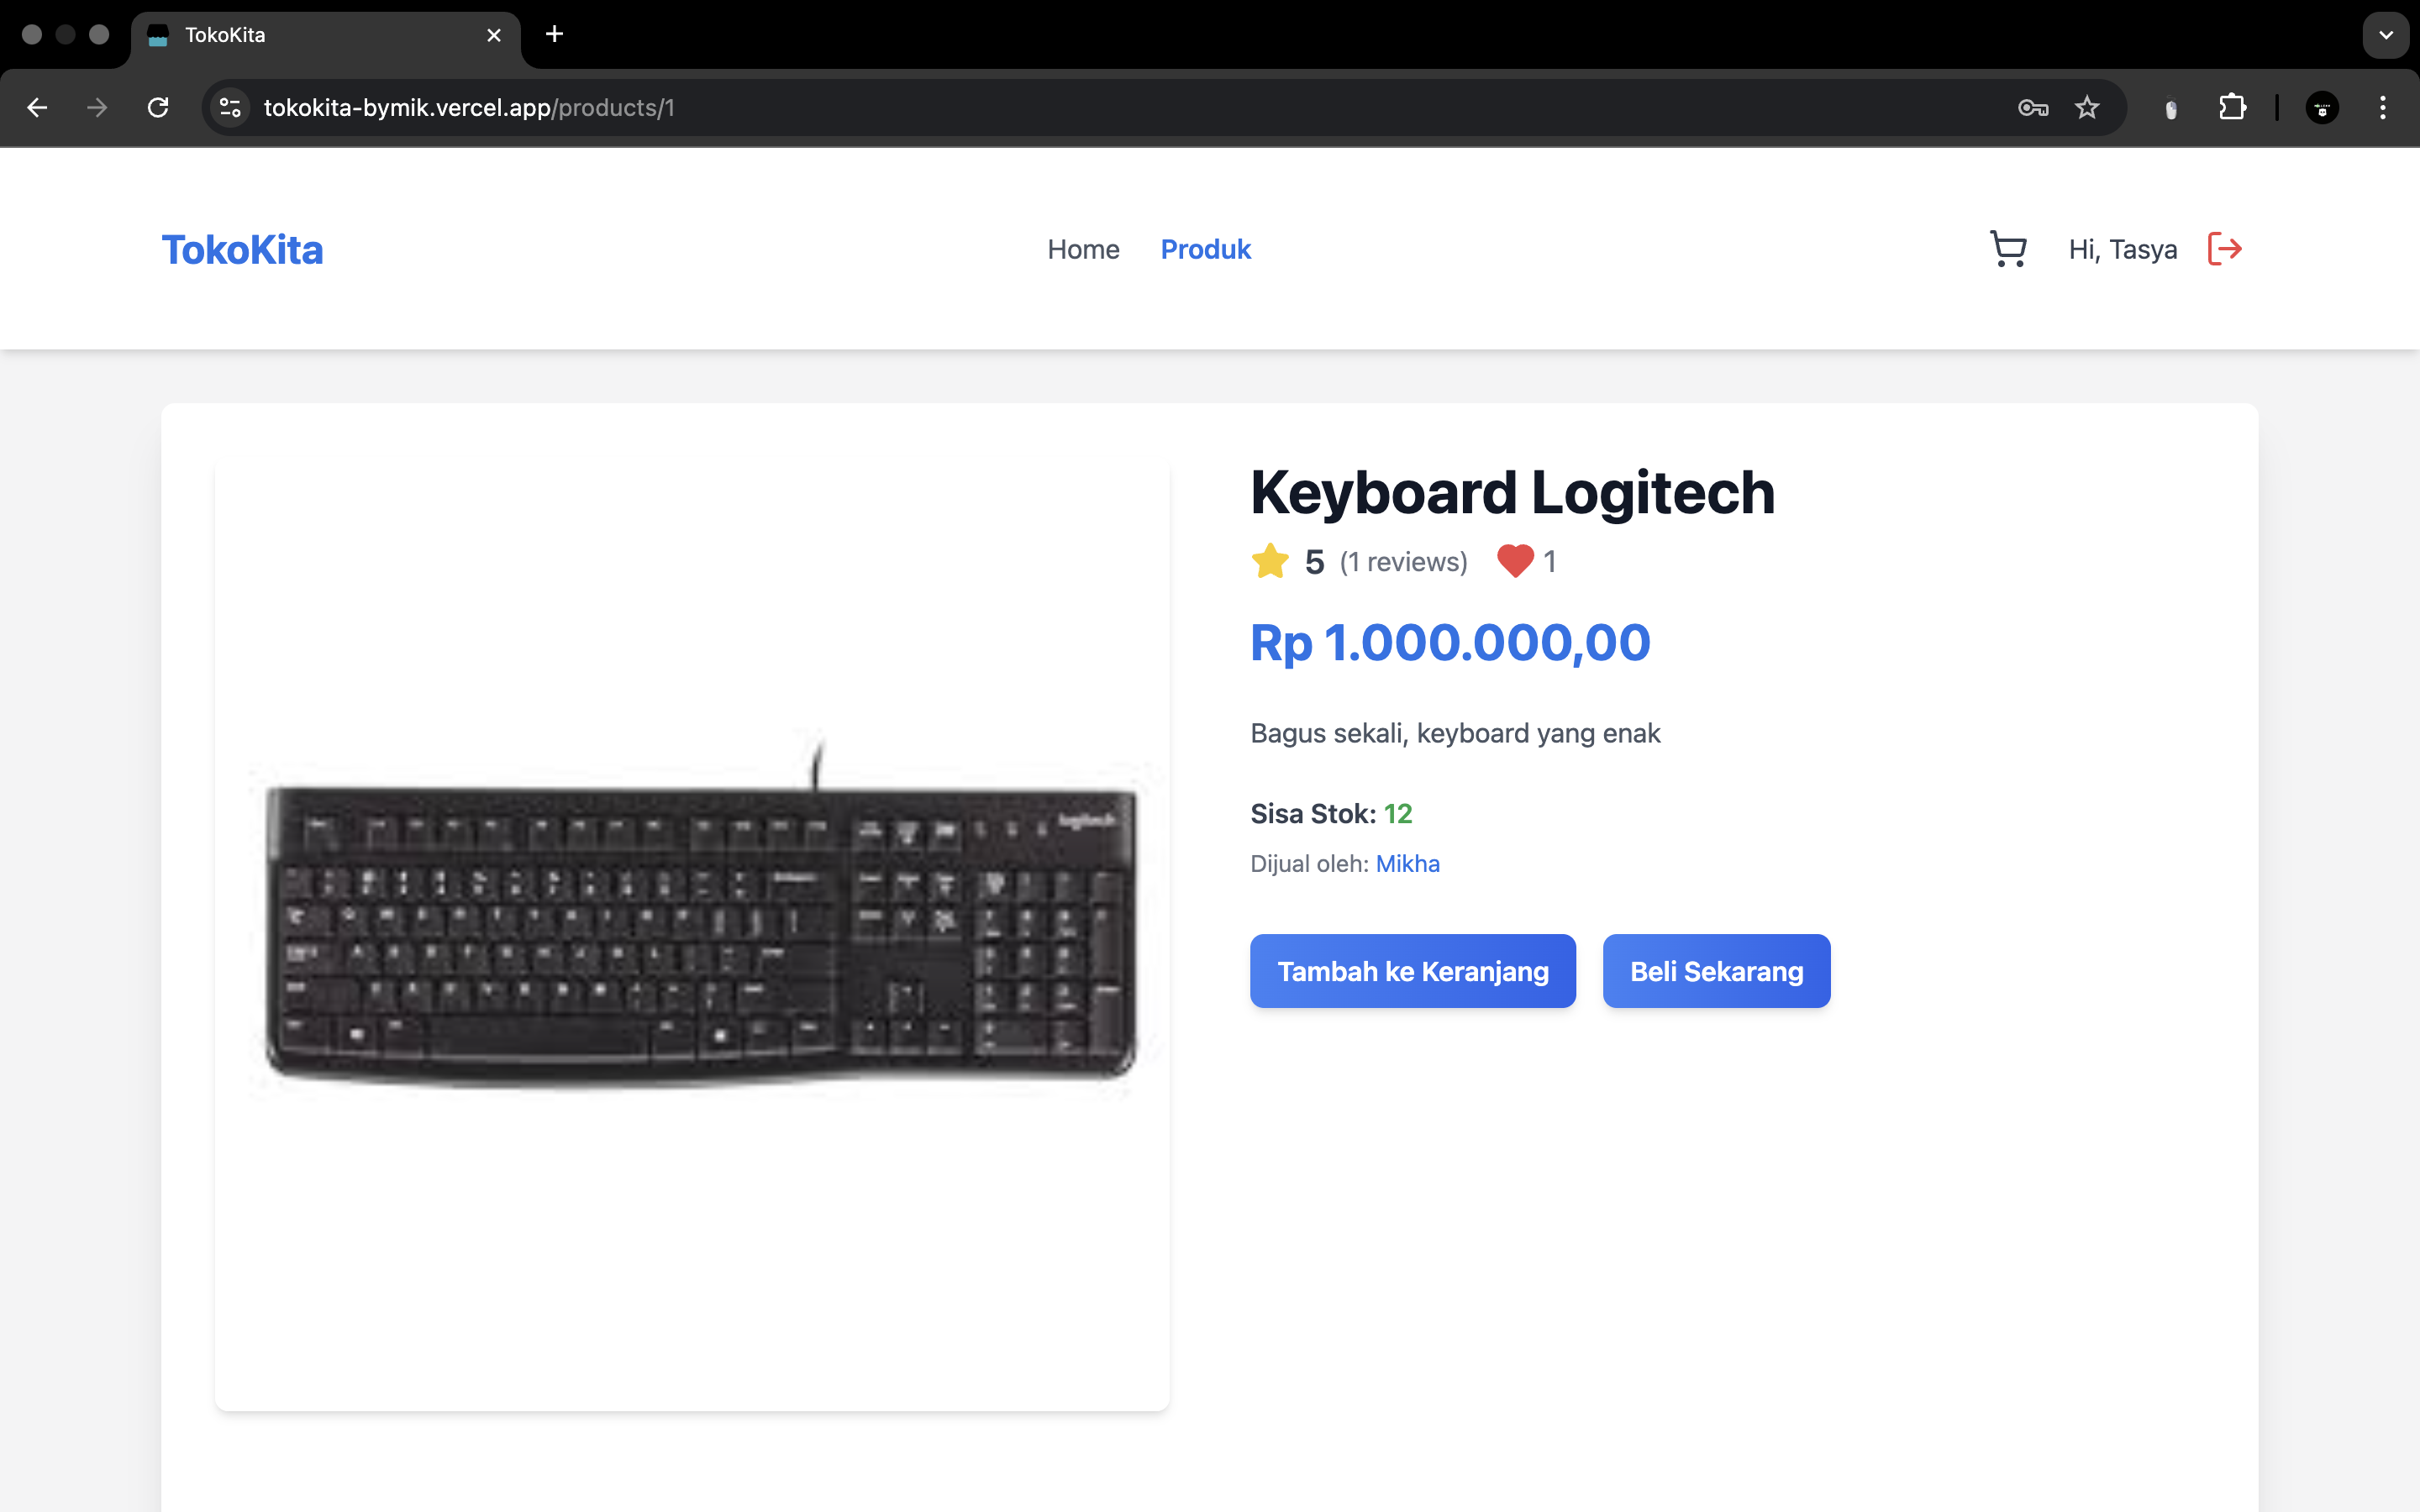 TokoKita
tokokita-bymik.vercel.app/products/1
TokoKita
Home Produk
Hi, Tasya
Keyboard Logitech
5 (1 reviews) 1
Rp 1.000.000,00
Bagus sekali, keyboard yang enak
Sisa Stok: 12
Dijual oleh: Mikha
Tambah ke Keranjang Beli Sekarang
logitech